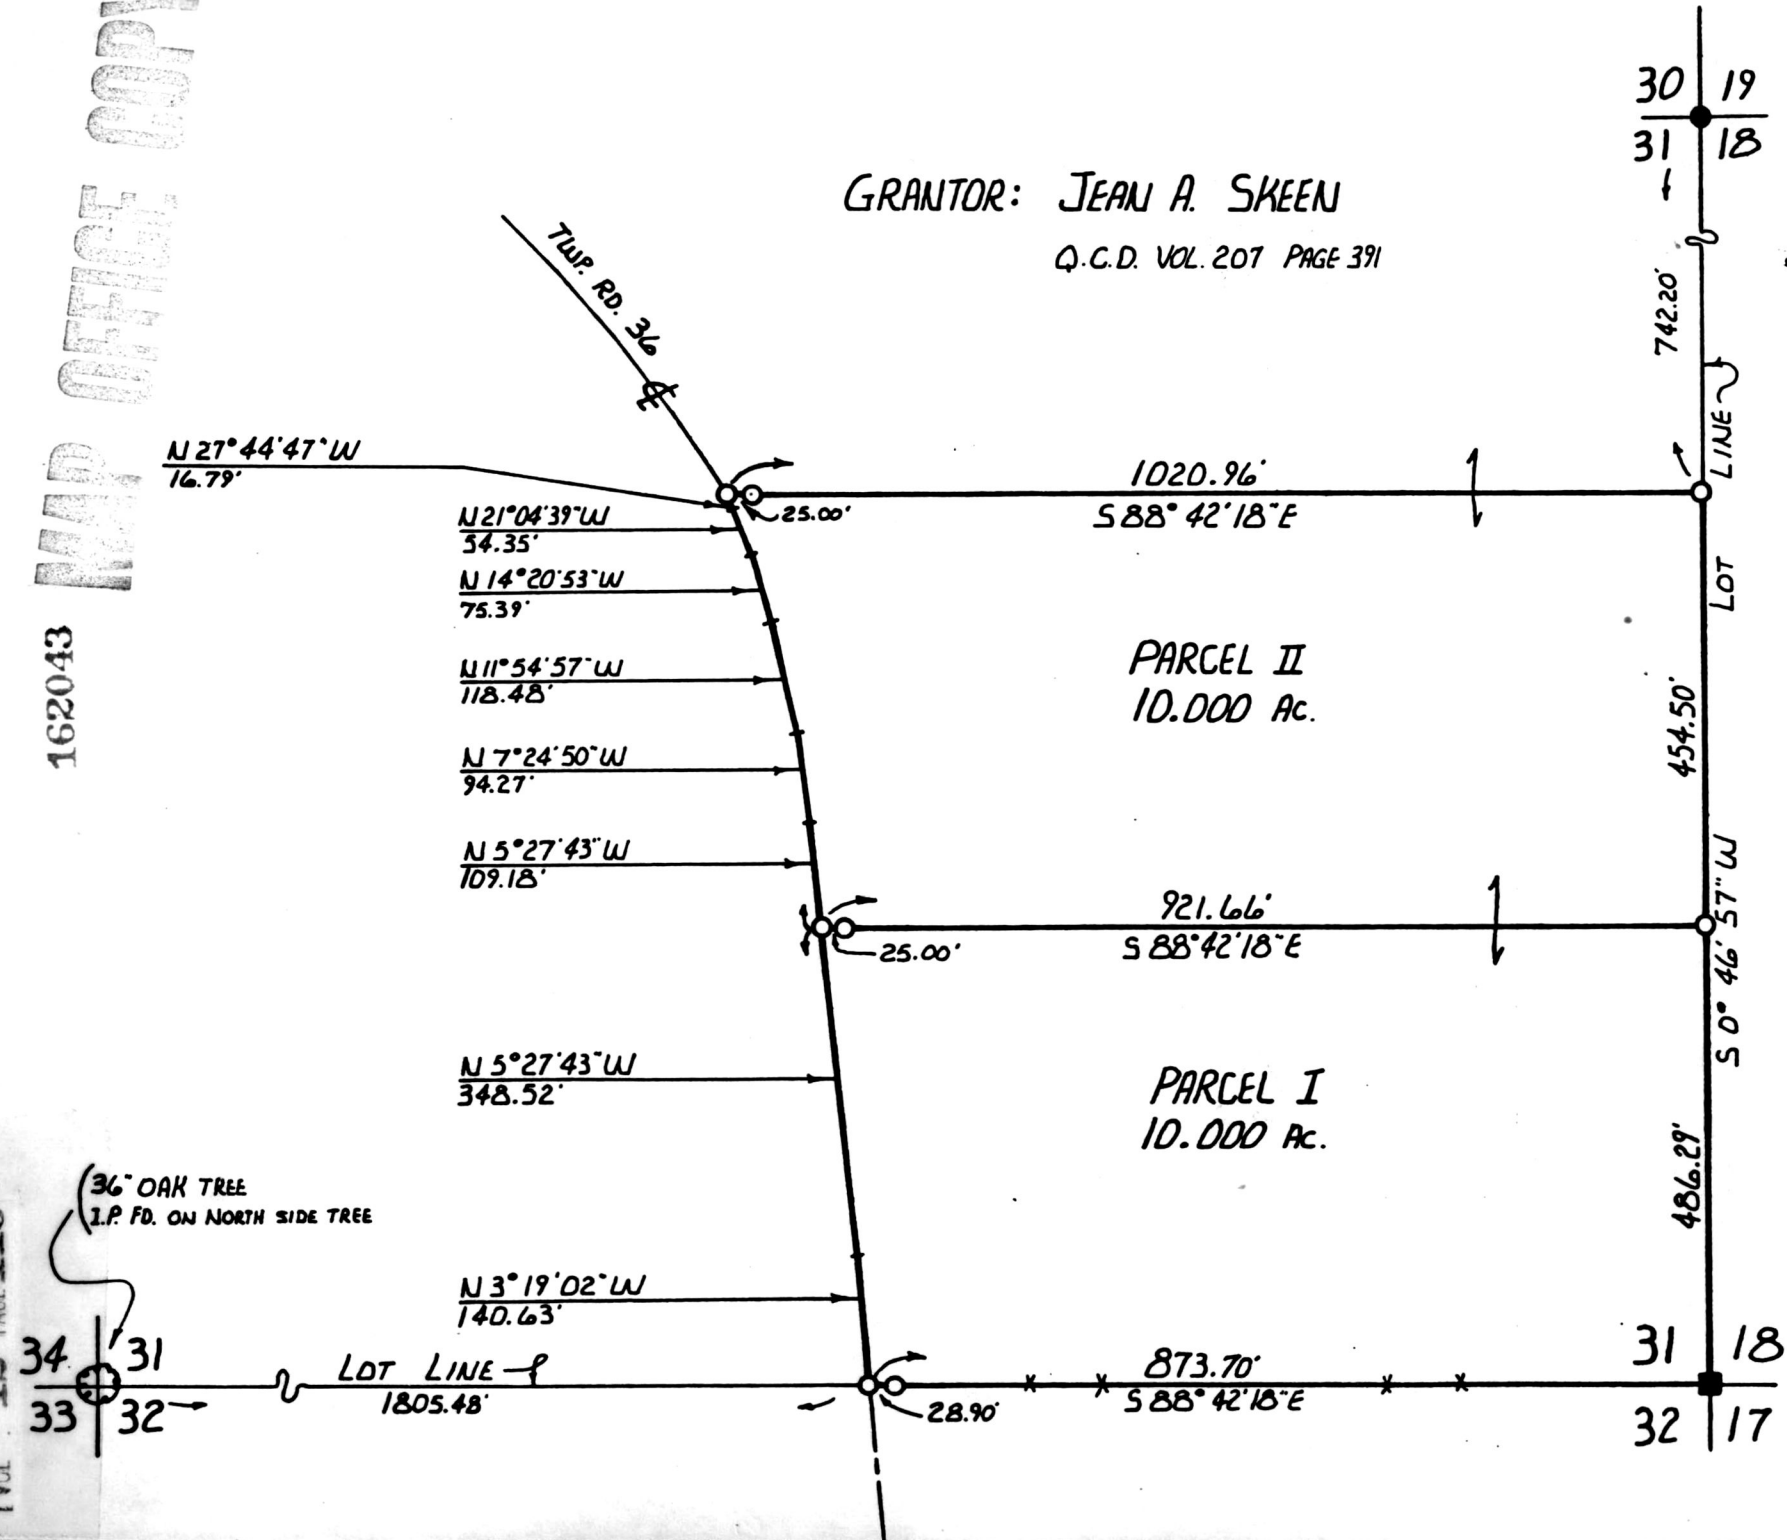 MAP OFFICE COPY
162043
30 19
31 18
GRANTOR: JEAN A. SKEEN
Q.C.D. VOL. 207 PAGE 391
TWP. RD. 36
℄
742.20'
LOT LINE
N 27° 44' 47" W
16.79'
1020.96'
S 88° 42' 18" E
25.00'
N 21° 04' 39" W
54.35'
N 14° 20' 53" W
75.39'
N 11° 54' 57" W
118.48'
PARCEL II
10.000 AC.
454.50'
N 7° 24' 50" W
94.27'
N 5° 27' 43" W
109.18'
921.66'
S 88° 42' 18" E
25.00'
S 0° 46' 57" W
N 5° 27' 43" W
348.52'
PARCEL I
10.000 AC.
486.29'
36" OAK TREE
I.P. FD. ON NORTH SIDE TREE
N 3° 19' 02" W
140.63'
34 31
33 32
LOT LINE
1805.48'
28.90'
873.70'
S 88° 42' 18" E
31 18
32 17
VOL